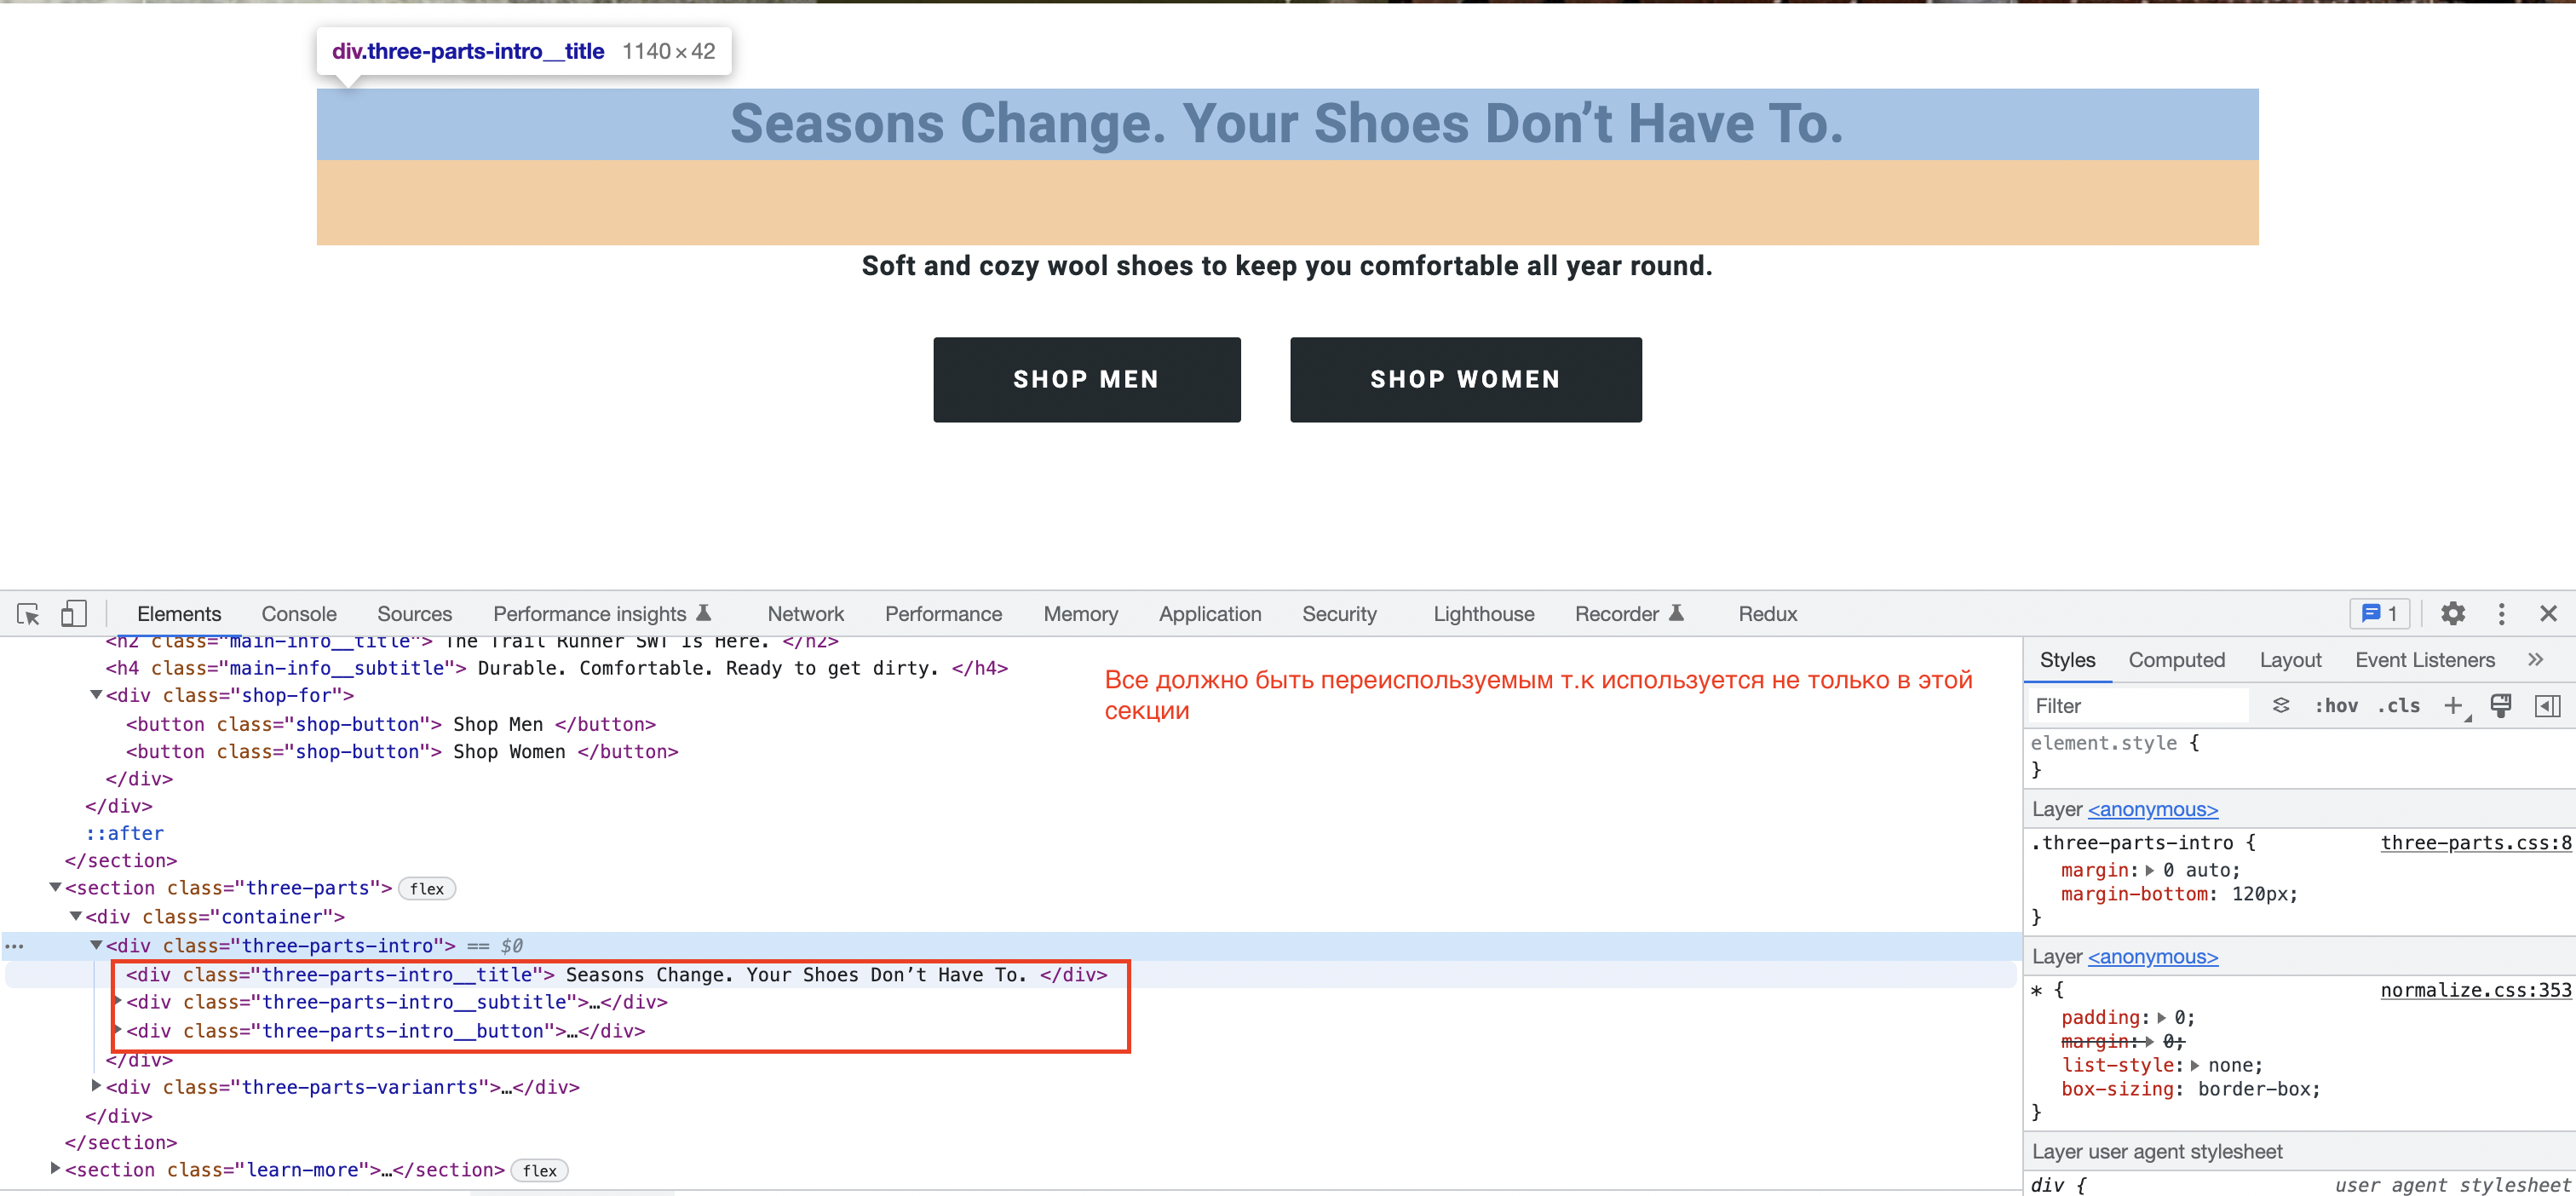 div.three-parts-intro__title 1140 × 42
Seasons Change. Your Shoes Don’t Have To.
Soft and cozy wool shoes to keep you comfortable all year round.
SHOP MEN SHOP WOMEN
Elements Console Sources Performance insights Network Performance Memory Application Security Lighthouse Recorder Redux 1
<h2 class="main-info__title"> The Trail Runner SWT Is Here. </h2>
<h4 class="main-info__subtitle"> Durable. Comfortable. Ready to get dirty. </h4>
<div class="shop-for">
<button class="shop-button"> Shop Men </button>
<button class="shop-button"> Shop Women </button>
</div>
</div>
::after
</section>
<section class="three-parts"> flex
<div class="container">
<div class="three-parts-intro"> == $0
<div class="three-parts-intro__title"> Seasons Change. Your Shoes Don’t Have To. </div>
<div class="three-parts-intro__subtitle">…</div>
<div class="three-parts-intro__button">…</div>
</div>
<div class="three-parts-varianrts">…</div>
</div>
</section>
<section class="learn-more">…</section> flex
Все должно быть переиспользуемым т.к используется не только в этой
секции
Styles Computed Layout Event Listeners
Filter :hov .cls
element.style {
}
Layer <anonymous>
.three-parts-intro { three-parts.css:8
margin: 0 auto;
margin-bottom: 120px;
}
Layer <anonymous>
* { normalize.css:353
padding: 0;
margin: 0;
list-style: none;
box-sizing: border-box;
}
Layer user agent stylesheet
div { user agent stylesheet